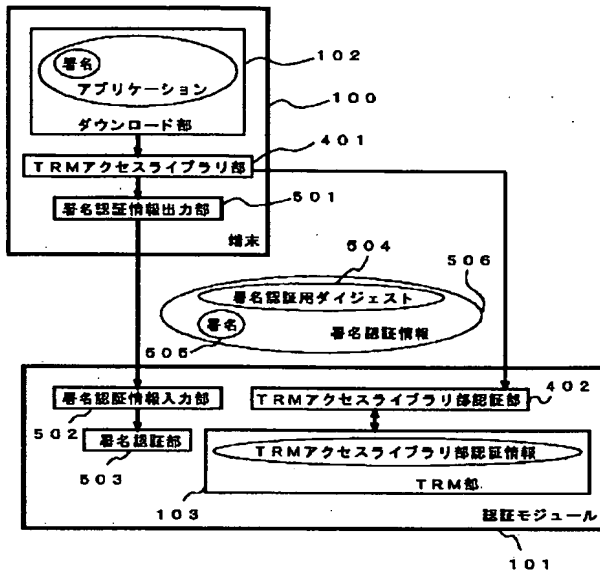 署名
アプリケーション
ダウンロード部
102
100
TRMアクセスライブラリ部
401
署名認証情報出力部
501
端末
504
506
署名認証用ダイジェスト
署名
署名認証情報
505
署名認証情報入力部
502
TRMアクセスライブラリ部認証部
402
署名認証部
503
TRMアクセスライブラリ部認証情報
TRM部
103
認証モジュール
101